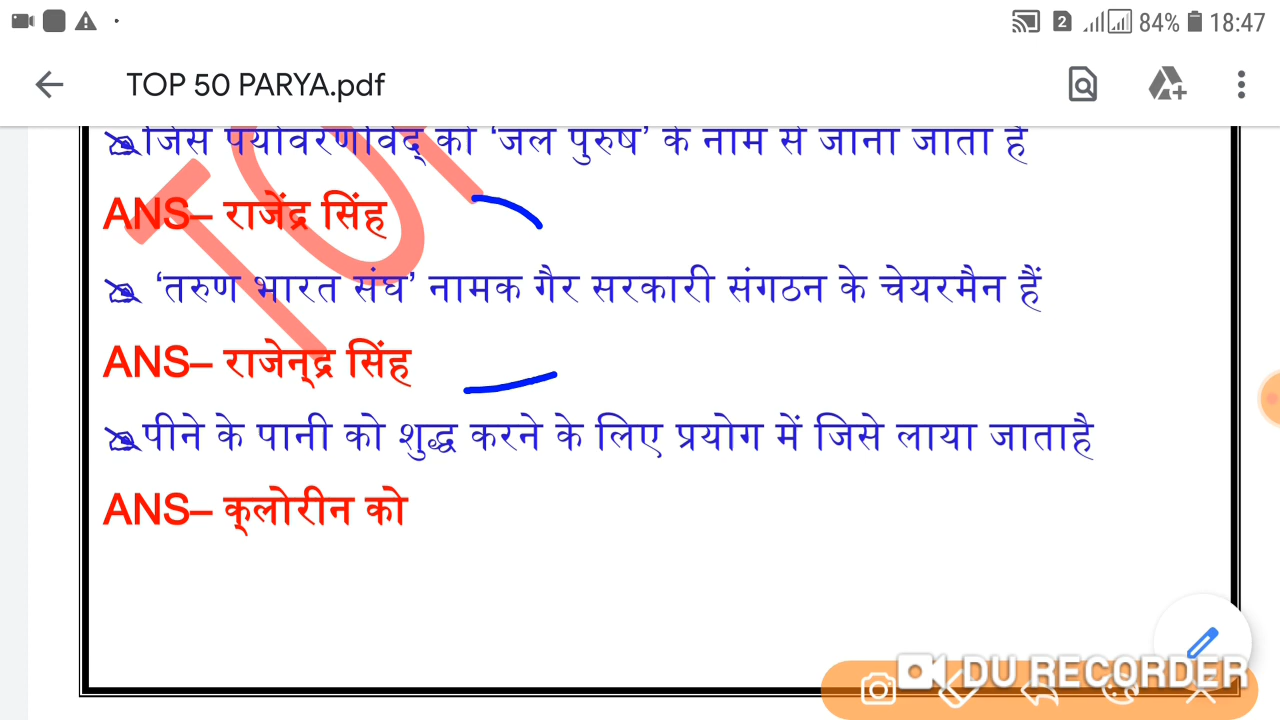 2 84% 18:47
TOP 50 PARYA.pdf
जिस पर्यावरणविद् को ‘जल पुरुष’ के नाम से जाना जाता है
ANS– राजेंद्र सिंह
‘तरुण भारत संघ’ नामक गैर सरकारी संगठन के चेयरमैन हैं
ANS– राजेन्द्र सिंह
पीने के पानी को शुद्ध करने के लिए प्रयोग में जिसे लाया जाताहै
ANS– क्लोरीन को
DU RECORDER